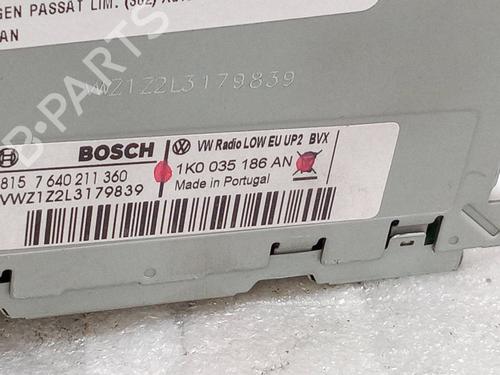 GEN PASSAT LIM.
AN
VWZ1Z2L3179839
BOSCH
VW Radio LOW EU UP2 BVX
815 7 640 211 360
1K0 035 186 AN
VWZ1Z2L3179839
Made in Portugal
B-PARTS